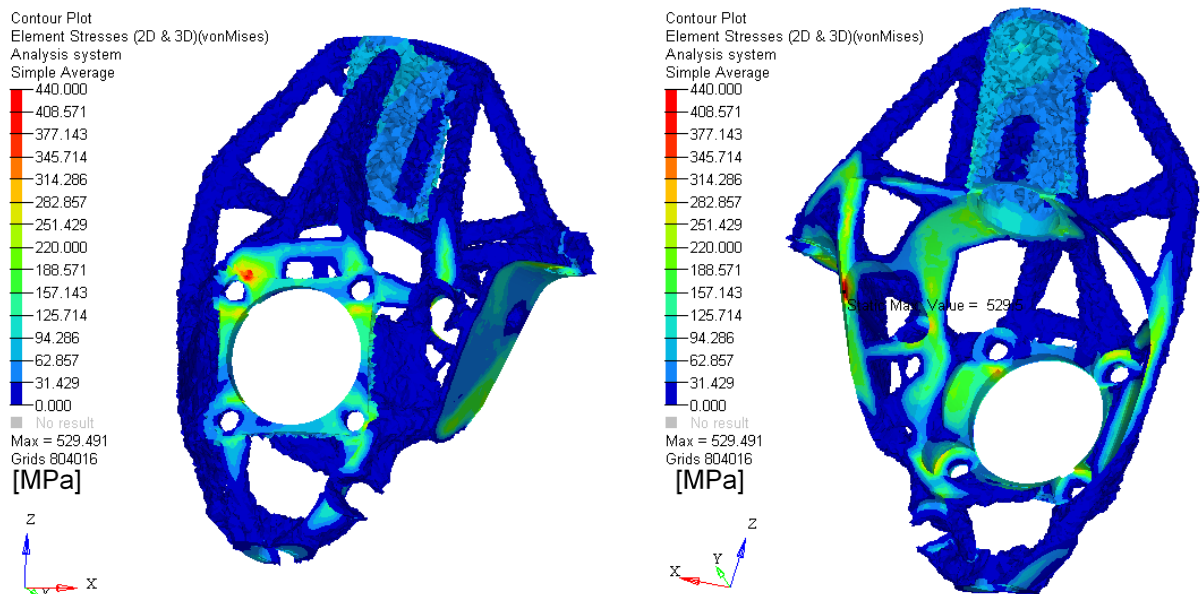 Contour Plot
Element Stresses (2D & 3D)(vonMises)
Analysis system
Simple Average
440.000
408.571
377.143
345.714
314.286
282.857
251.429
220.000
188.571
157.143
125.714
94.286
62.857
31.429
0.000
No result
Max = 529.491
Grids 804016
[MPa]
Z
X
Y
Contour Plot
Element Stresses (2D & 3D)(vonMises)
Analysis system
Simple Average
440.000
408.571
377.143
345.714
314.286
282.857
251.429
220.000
188.571
157.143
125.714
94.286
62.857
31.429
0.000
No result
Max = 529.491
Grids 804016
[MPa]
Value = 529.
Z
Y
X